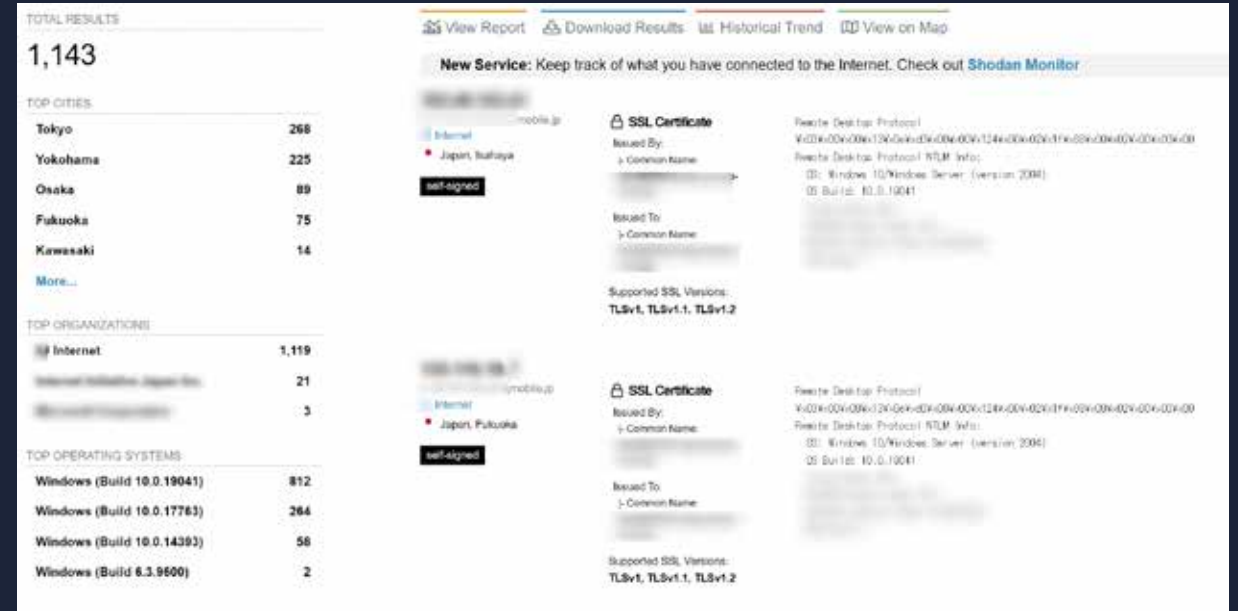 TOTAL RESULTS
1,143
TOP CITIES
Tokyo 268
Yokohama 225
Osaka 89
Fukuoka 75
Kawasaki 14
More...
TOP ORGANIZATIONS
Internet 1,119
21
3
TOP OPERATING SYSTEMS
Windows (Build 10.0.19041) 812
Windows (Build 10.0.17763) 264
Windows (Build 10.0.14393) 58
Windows (Build 6.3.9600) 2
View Report Download Results Historical Trend View on Map
New Service: Keep track of what you have connected to the Internet. Check out Shodan Monitor
mobile.jp
Internet
Japan, Isahaya
self-signed
SSL Certificate
Issued By:
|- Common Name:
Issued To:
|- Common Name:
Supported SSL Versions:
TLSv1, TLSv1.1, TLSv1.2
Remote Desktop Protocol
Remote Desktop Protocol NTLM Info:
OS: Windows 10/Windows Server (version 2004)
OS Build: 10.0.19041
mobile.jp
Internet
Japan, Fukuoka
self-signed
SSL Certificate
Issued By:
|- Common Name:
Issued To:
|- Common Name:
Supported SSL Versions:
TLSv1, TLSv1.1, TLSv1.2
Remote Desktop Protocol
Remote Desktop Protocol NTLM Info:
OS: Windows 10/Windows Server (version 2004)
OS Build: 10.0.19041